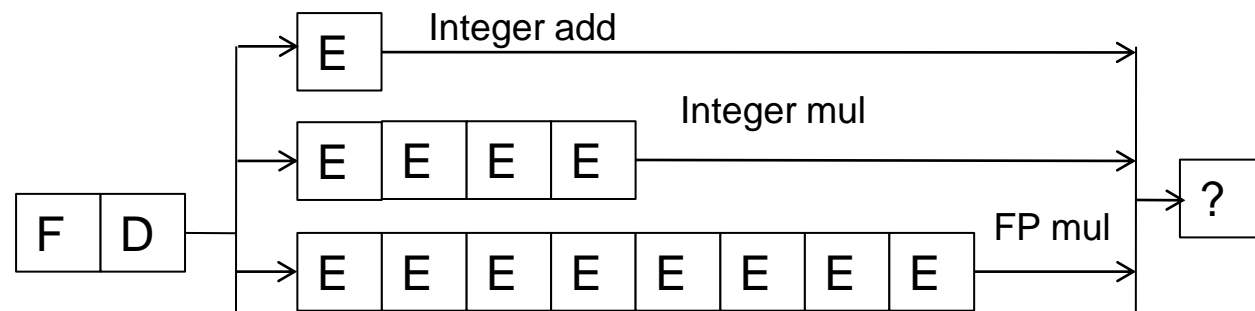 E Integer add
E E E E Integer mul
F D ?
E E E E E E E E FP mul